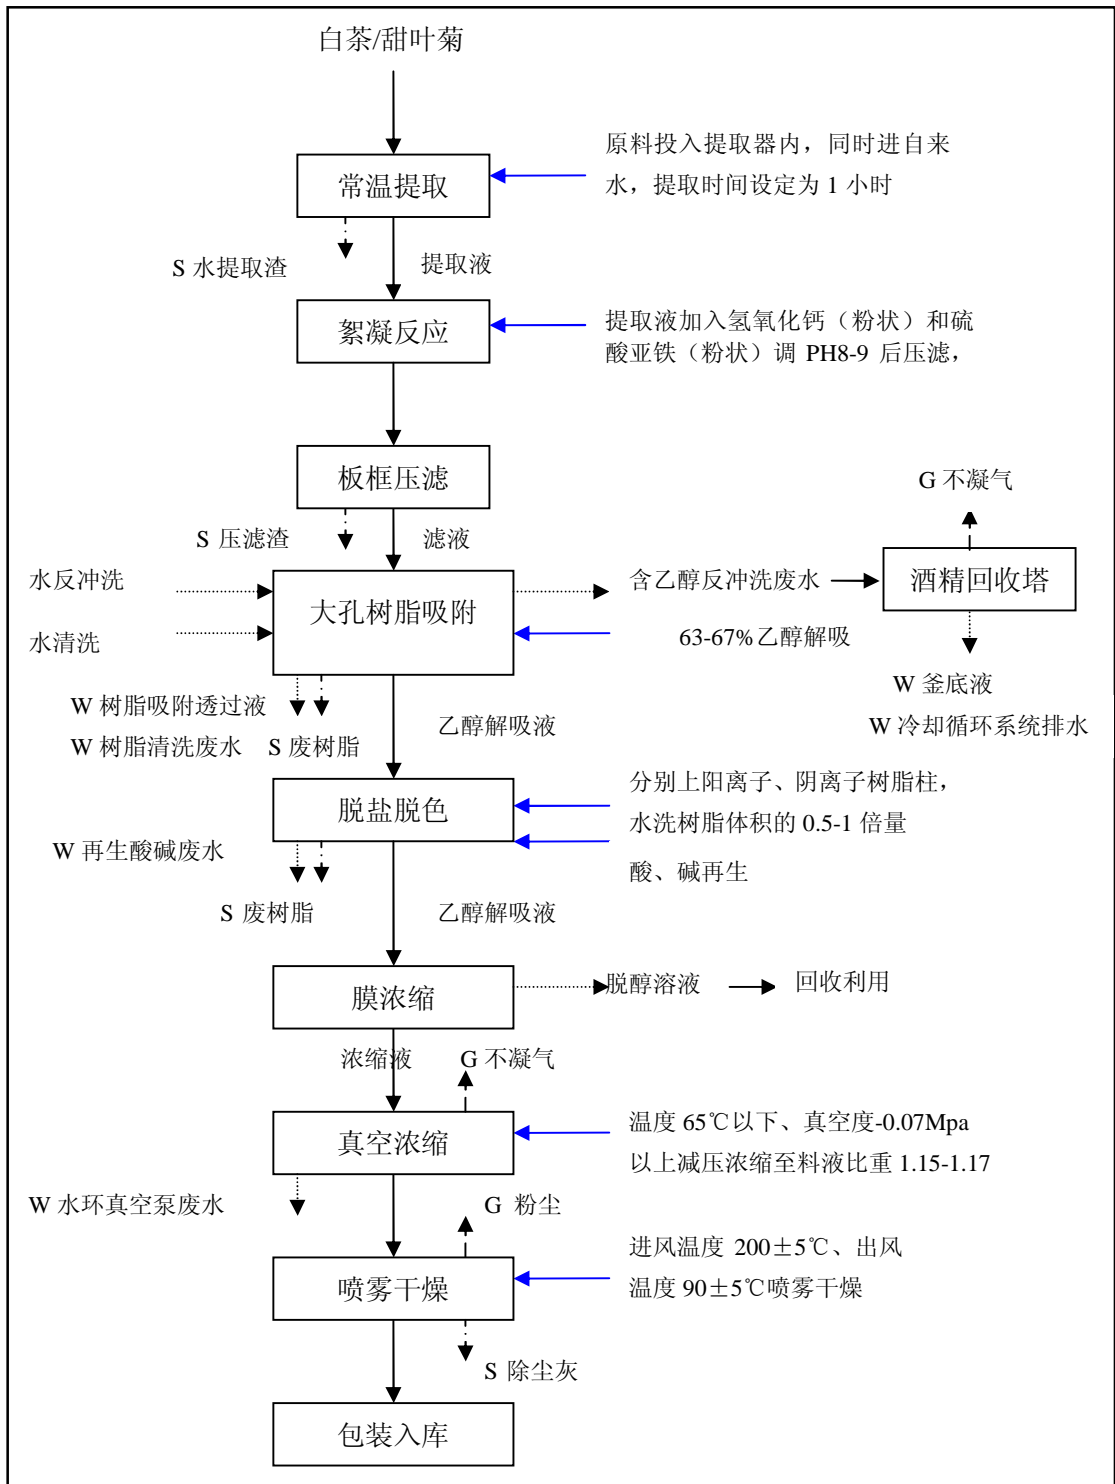 白茶/甜叶菊
原料投入提取器内，同时进自来
水，提取时间设定为 1 小时
常温提取
S 水提取渣
提取液
絮凝反应
提取液加入氢氧化钙（粉状）和硫
酸亚铁（粉状）调 PH8-9 后压滤，
板框压滤
S 压滤渣
滤液
G 不凝气
水反冲洗
水清洗
大孔树脂吸附
含乙醇反冲洗废水
酒精回收塔
63-67%乙醇解吸
W 釜底液
W 冷却循环系统排水
W 树脂吸附透过液
W 树脂清洗废水
S 废树脂
乙醇解吸液
脱盐脱色
分别上阳离子、阴离子树脂柱，
水洗树脂体积的 0.5-1 倍量
酸、碱再生
W 再生酸碱废水
S 废树脂
乙醇解吸液
膜浓缩
脱醇溶液
回收利用
浓缩液
G 不凝气
真空浓缩
温度 65℃以下、真空度-0.07Mpa
以上减压浓缩至料液比重 1.15-1.17
W 水环真空泵废水
G 粉尘
喷雾干燥
进风温度 200±5℃、出风
温度 90±5℃喷雾干燥
S 除尘灰
包装入库